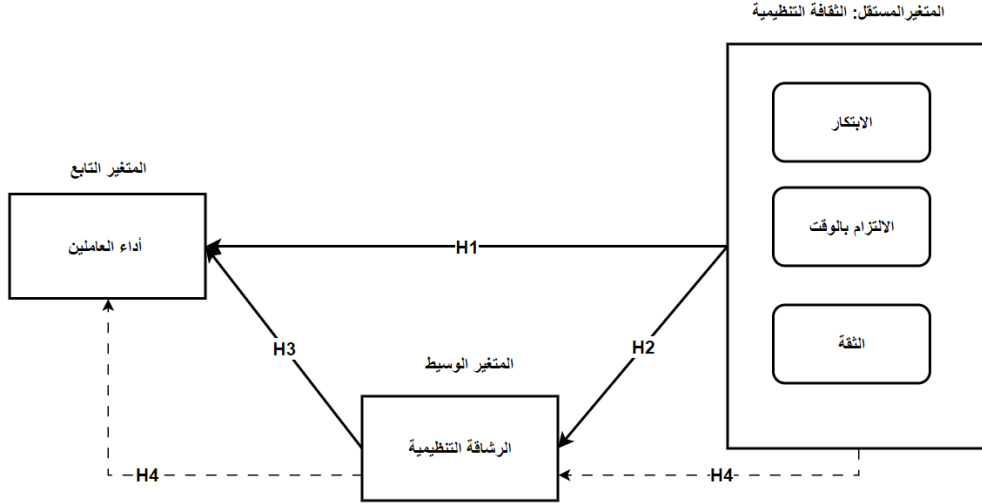 المتغيرالمستقل: الثقافة التنظيمية
الابتكار
المتغير التابع
الالتزام بالوقت
أداء العاملين
H1
الثقة
H3
H2
المتغير الوسيط
الرشاقة التنظيمية
H4
H4